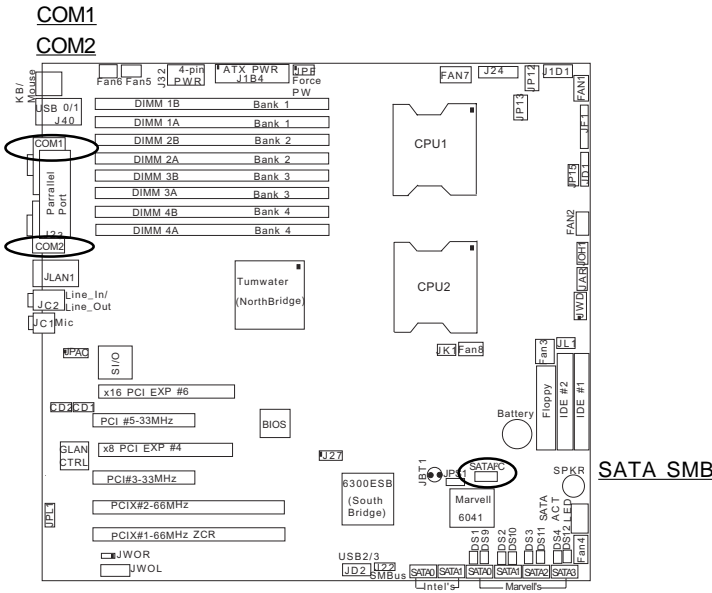 COM1
COM2
KB/
Mouse
Fan6 Fan5
J32
4-pin
PWR
ATX PWR
J1B4
JPF
Force
PW
FAN7
J24
JP12
J1D1
JP13
FAN1
JF1
USB 0/1
J40
DIMM 1B Bank 1
DIMM 1A Bank 1
DIMM 2B Bank 2
DIMM 2A Bank 2
DIMM 3B Bank 3
DIMM 3A Bank 3
DIMM 4B Bank 4
DIMM 4A Bank 4
COM1
Parrallel
Port
J23
COM2
CPU1
JP15
JD1
FAN2
JOH1
JAR
JWD
JLAN1
JC2
Line_In/
Line_Out
JC1
Mic
Tumwater
(NorthBridge)
CPU2
JK1
Fan8
Fan3
JL1
JPAC
S/I/O
x16 PCI EXP #6
CD2
CD1
PCI #5-33MHz
BIOS
Floppy
IDE #2
IDE #1
Battery
GLAN
CTRL
x8 PCI EXP #4
J27
PCI#3-33MHz
6300ESB
(South
Bridge)
JBT1
JPS1
SATAI²C
SPKR
SATA SMB
Marvell
6041
JPL1
PCIX#2-66MHz
PCIX#1-66MHz ZCR
SATA
ACT
LED
DS1
DS9
DS2
DS10
DS3
DS11
DS4
DS12
Fan4
JWOR
JWOL
USB2/3
JD2
J22
SMBus
SATA0 SATA1 SATA0 SATA1 SATA2 SATA3
Intel's
Marvell's